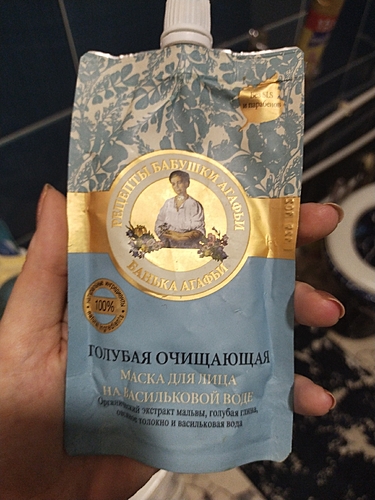 и парабенов
РЕЦЕПТЫ БАБУШКИ АГАФЬИ
БАНЬКА АГАФЬИ
100%
ГОЛУБАЯ ОЧИЩАЮЩАЯ
МАСКА ДЛЯ ЛИЦА
НА ВАСИЛЬКОВОЙ ВОДЕ
Органический экстракт мальвы, голубая глина,
овсяное толокно и васильковая вода